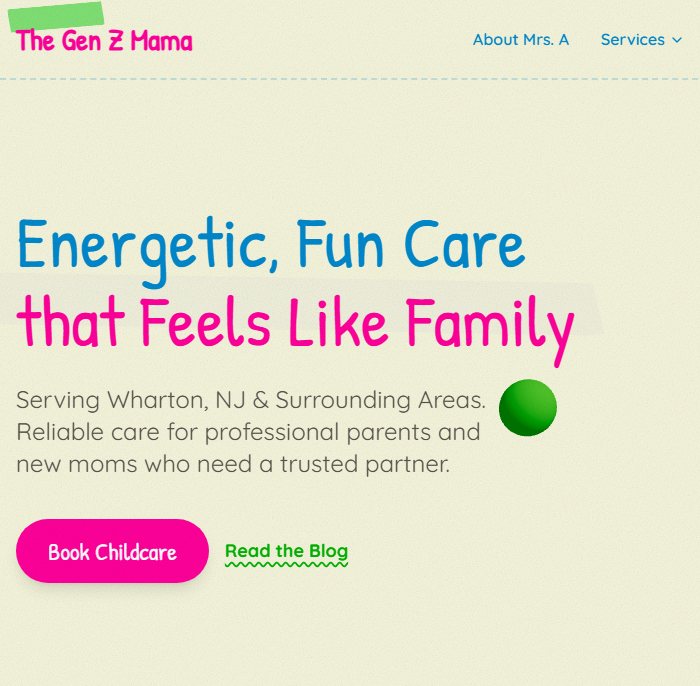 The Gen Z Mama
About Mrs. A
Services
Energetic, Fun Care
that Feels Like Family
Serving Wharton, NJ & Surrounding Areas.
Reliable care for professional parents and
new moms who need a trusted partner.
Book Childcare
Read the Blog